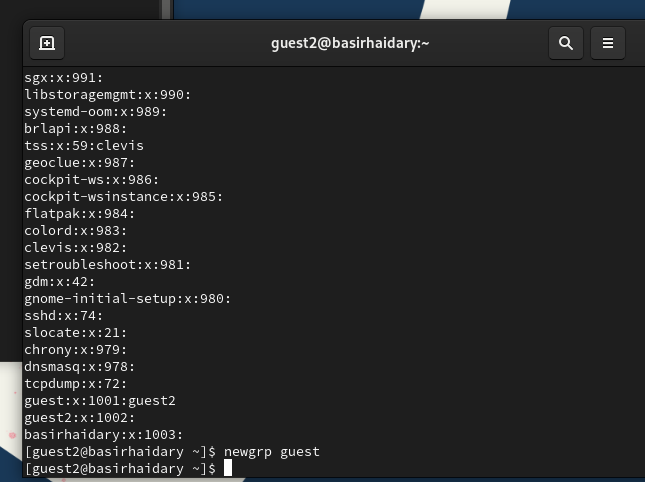 guest2@basirhaidary:~
sgx:x:991:
libstoragemgmt:x:990:
systemd-oom:x:989:
brlapi:x:988:
tss:x:59:clevis
geoclue:x:987:
cockpit-ws:x:986:
cockpit-wsinstance:x:985:
flatpak:x:984:
colord:x:983:
clevis:x:982:
setroubleshoot:x:981:
gdm:x:42:
gnome-initial-setup:x:980:
sshd:x:74:
slocate:x:21:
chrony:x:979:
dnsmasq:x:978:
tcpdump:x:72:
guest:x:1001:guest2
guest2:x:1002:
basirhaidary:x:1003:
[guest2@basirhaidary ~]$ newgrp guest
[guest2@basirhaidary ~]$